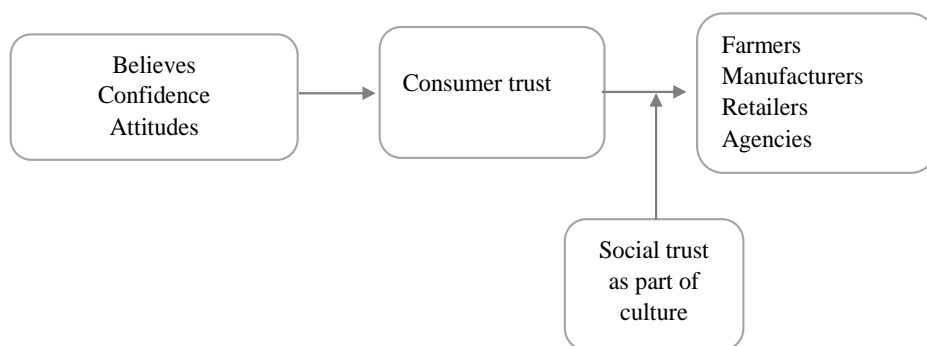 Believes
Confidence
Attitudes
Consumer trust
Farmers
Manufacturers
Retailers
Agencies
Social trust
as part of
culture